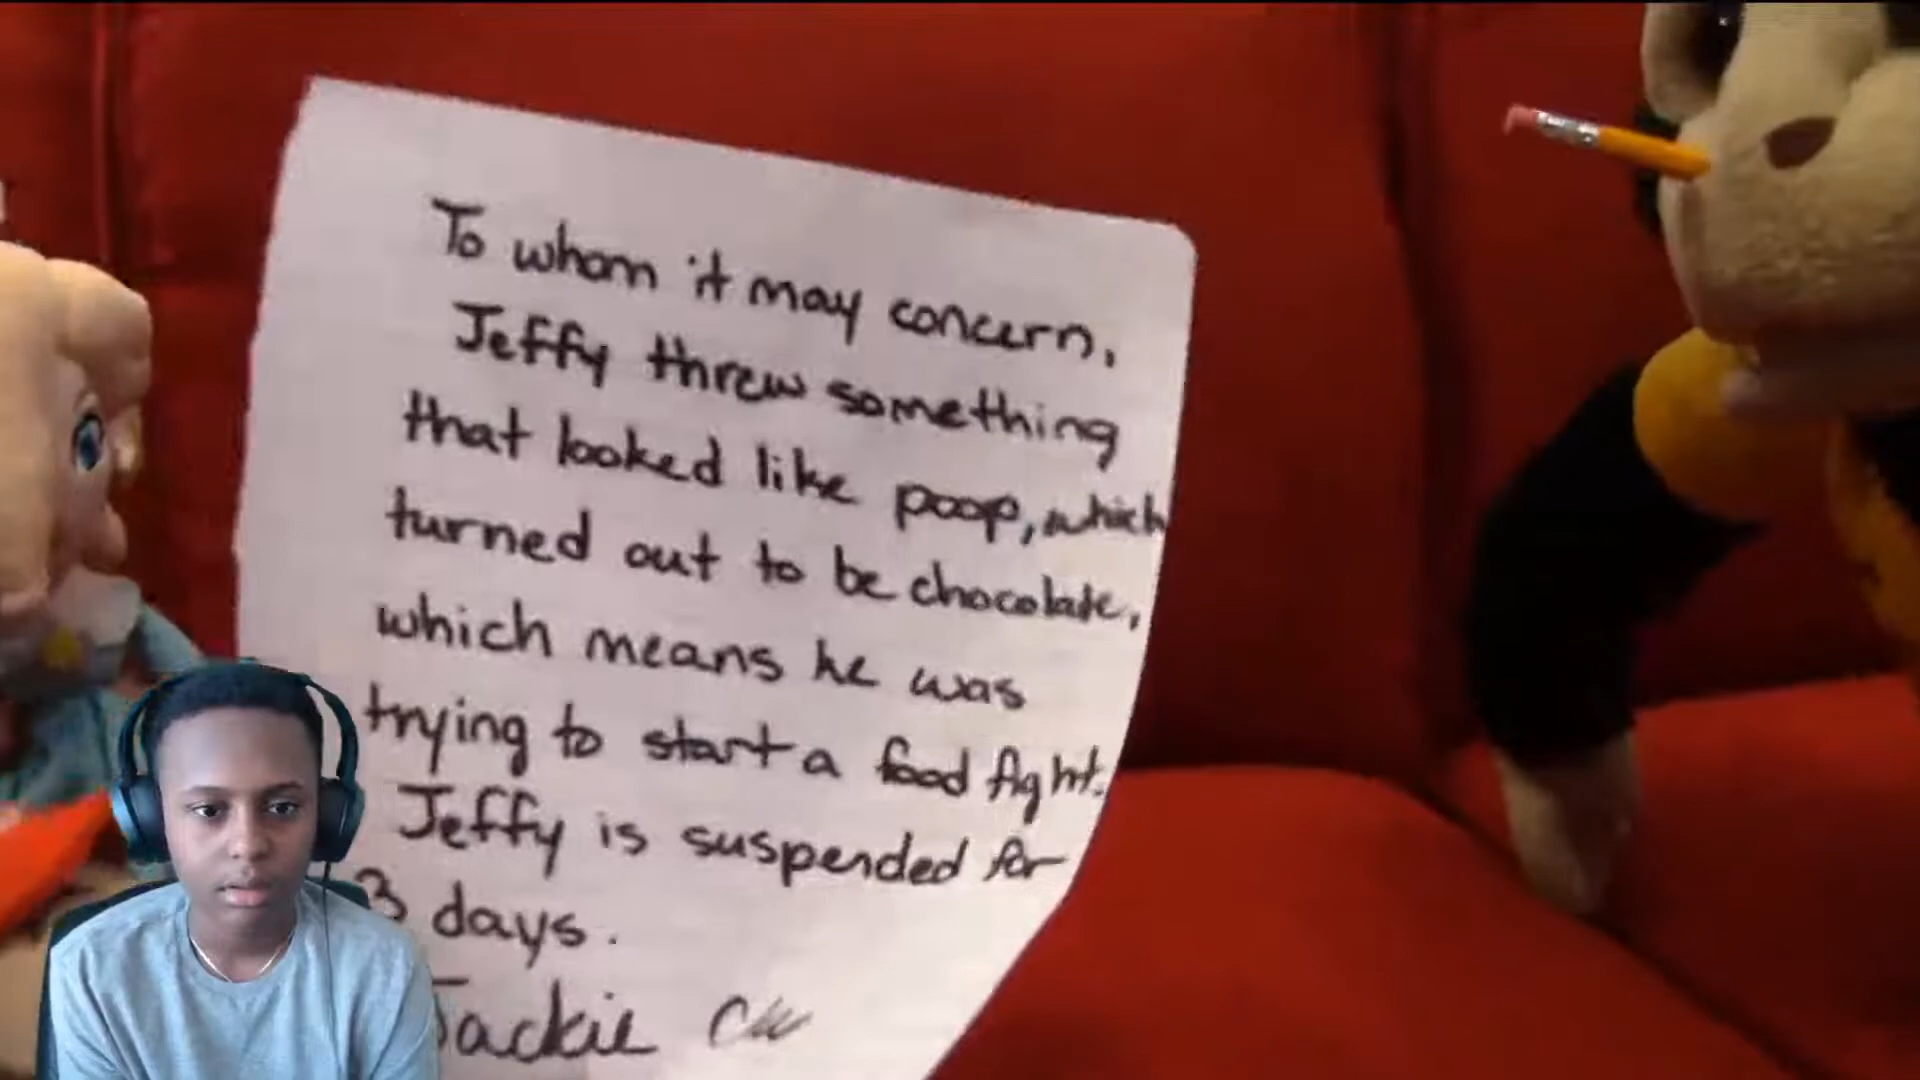 To whom it may concern,
Jeffy threw something
that looked like poop, which
turned out to be chocolate,
which means he was
trying to start a food fight.
Jeffy is suspended for
3 days.
Jackie